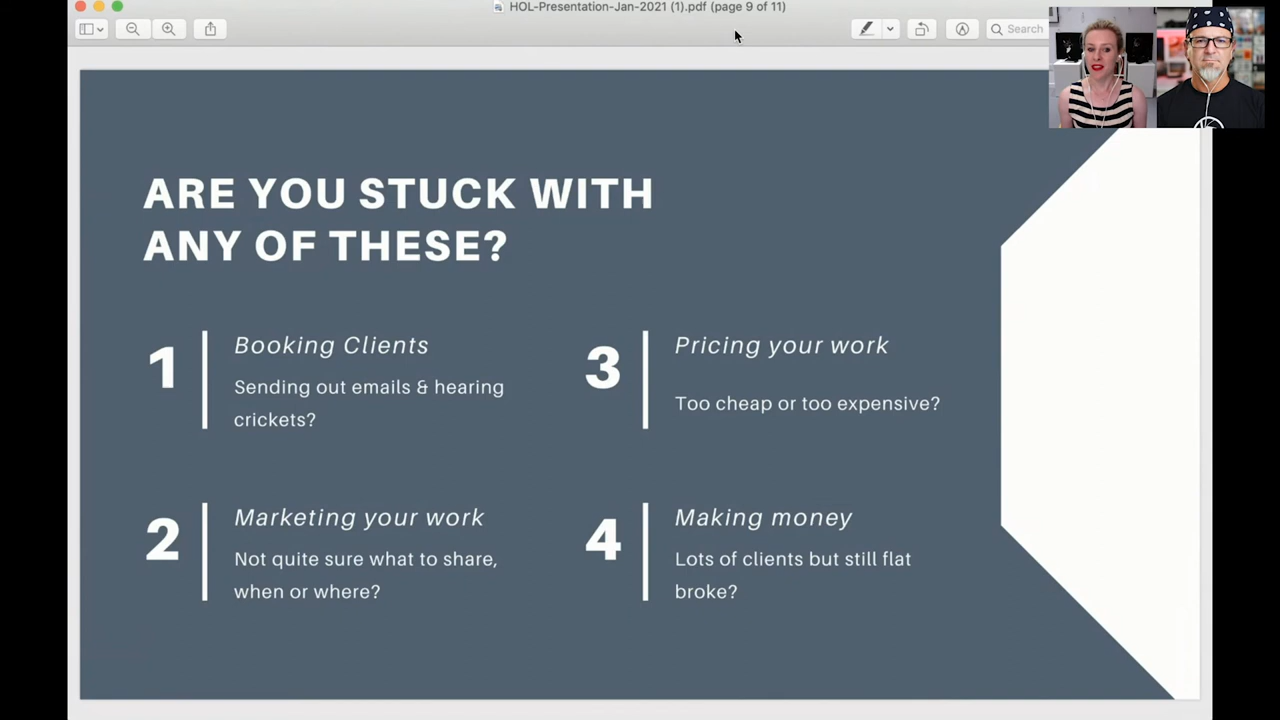 HOL-Presentation-Jan-2021 (1).pdf (page 9 of 11)
Search
ARE YOU STUCK WITH
ANY OF THESE?
1
Booking Clients
Sending out emails & hearing
crickets?
2
Marketing your work
Not quite sure what to share,
when or where?
3
Pricing your work
Too cheap or too expensive?
4
Making money
Lots of clients but still flat
broke?